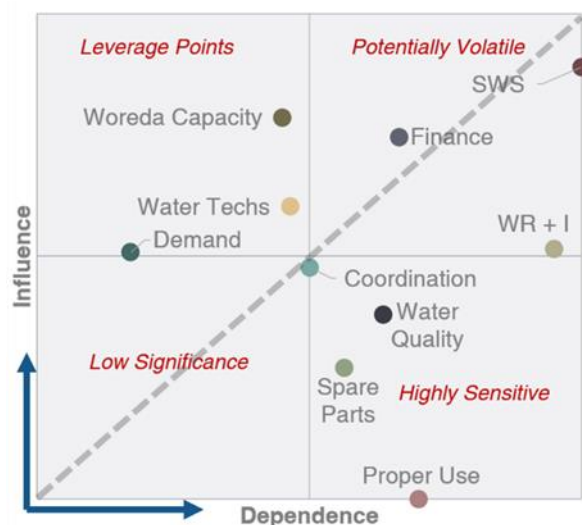 Leverage Points
Potentially Volatile
SWS
Woreda Capacity
Finance
Water Techs
Demand
WR + I
Coordination
Water
Quality
Low Significance
Spare
Parts
Highly Sensitive
Proper Use
Influence
Dependence